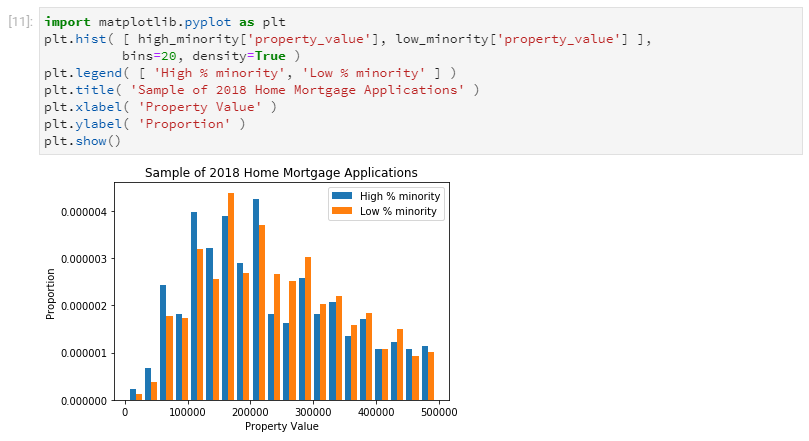 [11]:
import matplotlib.pyplot as plt
plt.hist( [ high_minority['property_value'], low_minority['property_value'] ],
bins=20, density=True )
plt.legend( [ 'High % minority', 'Low % minority' ] )
plt.title( 'Sample of 2018 Home Mortgage Applications' )
plt.xlabel( 'Property Value' )
plt.ylabel( 'Proportion' )
plt.show()
Sample of 2018 Home Mortgage Applications
High % minority
Low % minority
0.000004
0.000003
0.000002
0.000001
0.000000
Proportion
0 100000 200000 300000 400000 500000
Property Value